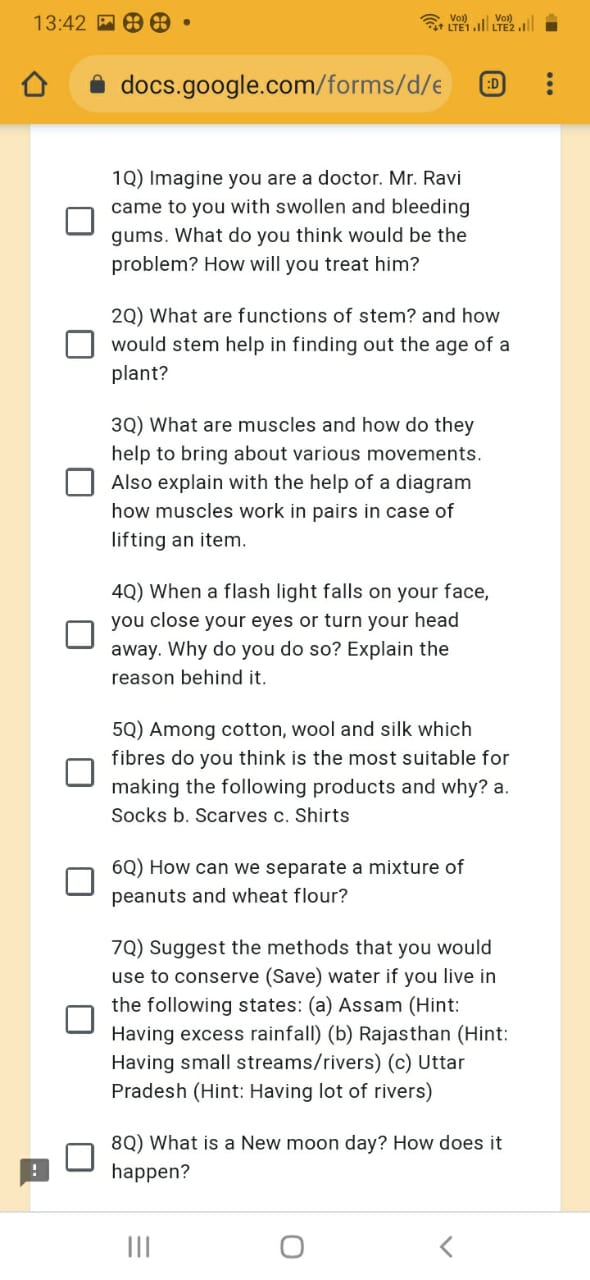 13:42
Vo)) LTE1 Vo)) LTE2
docs.google.com/forms/d/e
:D
1Q) Imagine you are a doctor. Mr. Ravi
came to you with swollen and bleeding
gums. What do you think would be the
problem? How will you treat him?
2Q) What are functions of stem? and how
would stem help in finding out the age of a
plant?
3Q) What are muscles and how do they
help to bring about various movements.
Also explain with the help of a diagram
how muscles work in pairs in case of
lifting an item.
4Q) When a flash light falls on your face,
you close your eyes or turn your head
away. Why do you do so? Explain the
reason behind it.
5Q) Among cotton, wool and silk which
fibres do you think is the most suitable for
making the following products and why? a.
Socks b. Scarves c. Shirts
6Q) How can we separate a mixture of
peanuts and wheat flour?
7Q) Suggest the methods that you would
use to conserve (Save) water if you live in
the following states: (a) Assam (Hint:
Having excess rainfall) (b) Rajasthan (Hint:
Having small streams/rivers) (c) Uttar
Pradesh (Hint: Having lot of rivers)
8Q) What is a New moon day? How does it
happen?